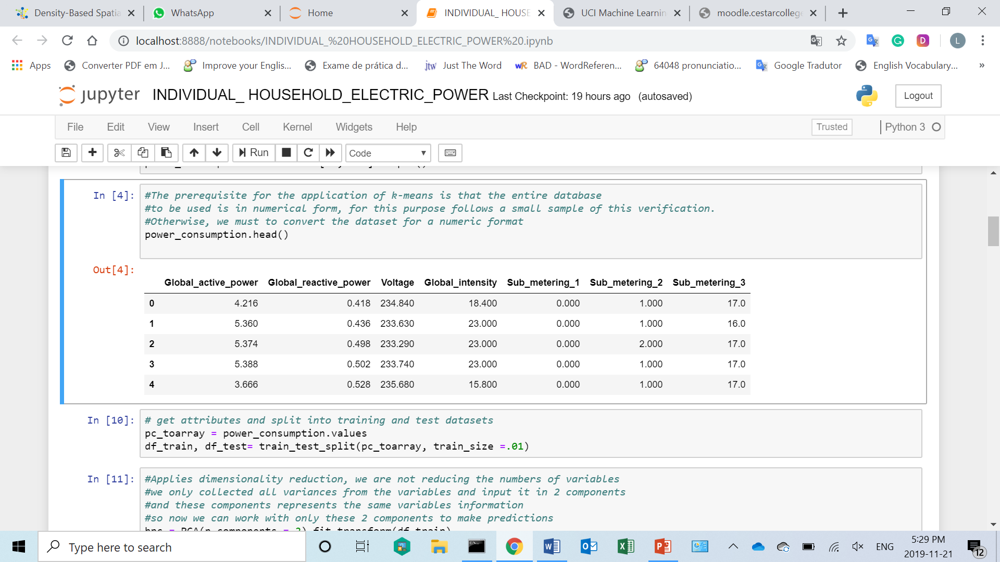 Density-Based Spatia
WhatsApp
Home
INDIVIDUAL_ HOUSE
UCI Machine Learnin
moodle.cestarcollege
localhost:8888/notebooks/INDIVIDUAL_%20HOUSEHOLD_ELECTRIC_POWER%20.ipynb
L
Apps
Converter PDF em J...
Improve your Englis...
Exame de prática d...
jtw Just The Word
WR BAD - WordReferen...
64048 pronunciatio...
Google Tradutor
English Vocabulary...
»
jupyter INDIVIDUAL_ HOUSEHOLD_ELECTRIC_POWER Last Checkpoint: 19 hours ago (autosaved)
Logout
File Edit View Insert Cell Kernel Widgets Help
Trusted
Python 3
Run
Code
In [4]:
#The prerequisite for the application of k-means is that the entire database
#to be used is in numerical form, for this purpose follows a small sample of this verification.
#Otherwise, we must to convert the dataset for a numeric format
power_consumption.head()
Out[4]:
Global_active_power Global_reactive_power Voltage Global_intensity Sub_metering_1 Sub_metering_2 Sub_metering_3
0 4.216 0.418 234.840 18.400 0.000 1.000 17.0
1 5.360 0.436 233.630 23.000 0.000 1.000 16.0
2 5.374 0.498 233.290 23.000 0.000 2.000 17.0
3 5.388 0.502 233.740 23.000 0.000 1.000 17.0
4 3.666 0.528 235.680 15.800 0.000 1.000 17.0
In [10]:
# get attributes and split into training and test datasets
pc_toarray = power_consumption.values
df_train, df_test= train_test_split(pc_toarray, train_size =.01)
In [11]:
#Applies dimensionality reduction, we are not reducing the numbers of variables
#we only collected all variances from the variables and input it in 2 components
#and these components represents the same variables information
#so now we can work with only these 2 components to make predictions
Type here to search
ENG
5:29 PM
2019-11-21
12